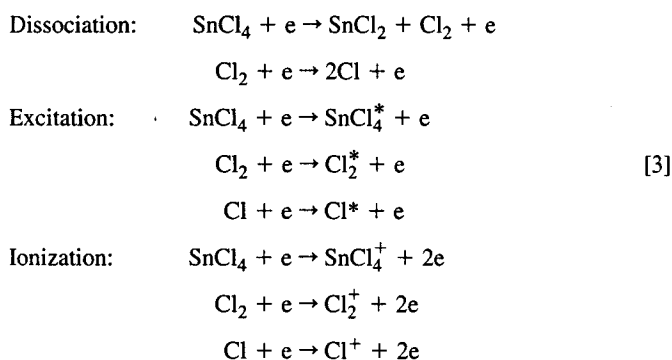 Dissociation: SnCl₄ + e → SnCl₂ + Cl₂ + e
Cl₂ + e → 2Cl + e
Excitation: SnCl₄ + e → SnCl₄* + e
Cl₂ + e → Cl₂* + e
[3]
Cl + e → Cl* + e
Ionization: SnCl₄ + e → SnCl₄⁺ + 2e
Cl₂ + e → Cl₂⁺ + 2e
Cl + e → Cl⁺ + 2e